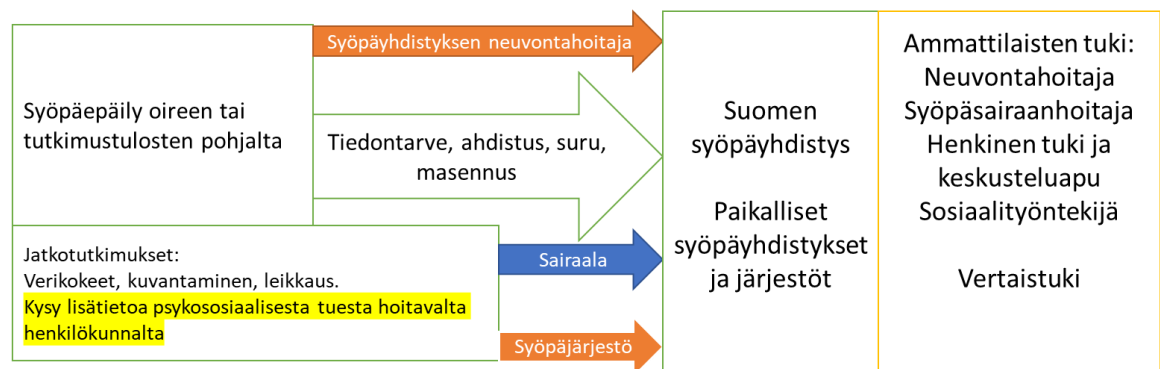 Syöpäepäily oireen tai
tutkimustulosten pohjalta
Syöpäyhdistyksen neuvontahoitaja
Tiedontarve, ahdistus, suru,
masennus
Jatkotutkimukset:
Verikokeet, kuvantaminen, leikkaus.
Kysy lisätietoa psykososiaalisesta tuesta hoitavalta
henkilökunnalta
Sairaala
Syöpäjärjestö
Suomen
syöpäyhdistys
Paikalliset
syöpäyhdistykset
ja järjestöt
Ammattilaisten tuki:
Neuvontahoitaja
Syöpäsairaanhoitaja
Henkinen tuki ja
keskusteluapu
Sosiaalityöntekijä
Vertaistuki